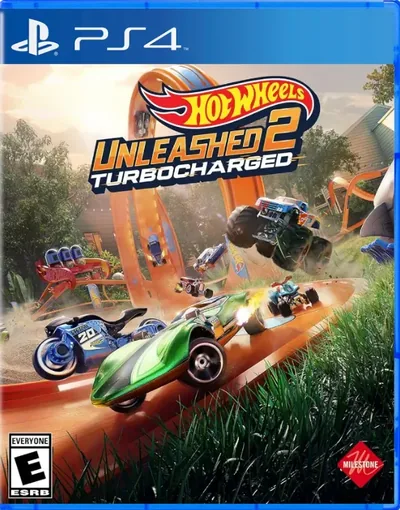 PS4
HOT WHEELS
UNLEASHED 2
TURBOCHARGED
20
EVERYONE
E
ESRB
MILESTONE